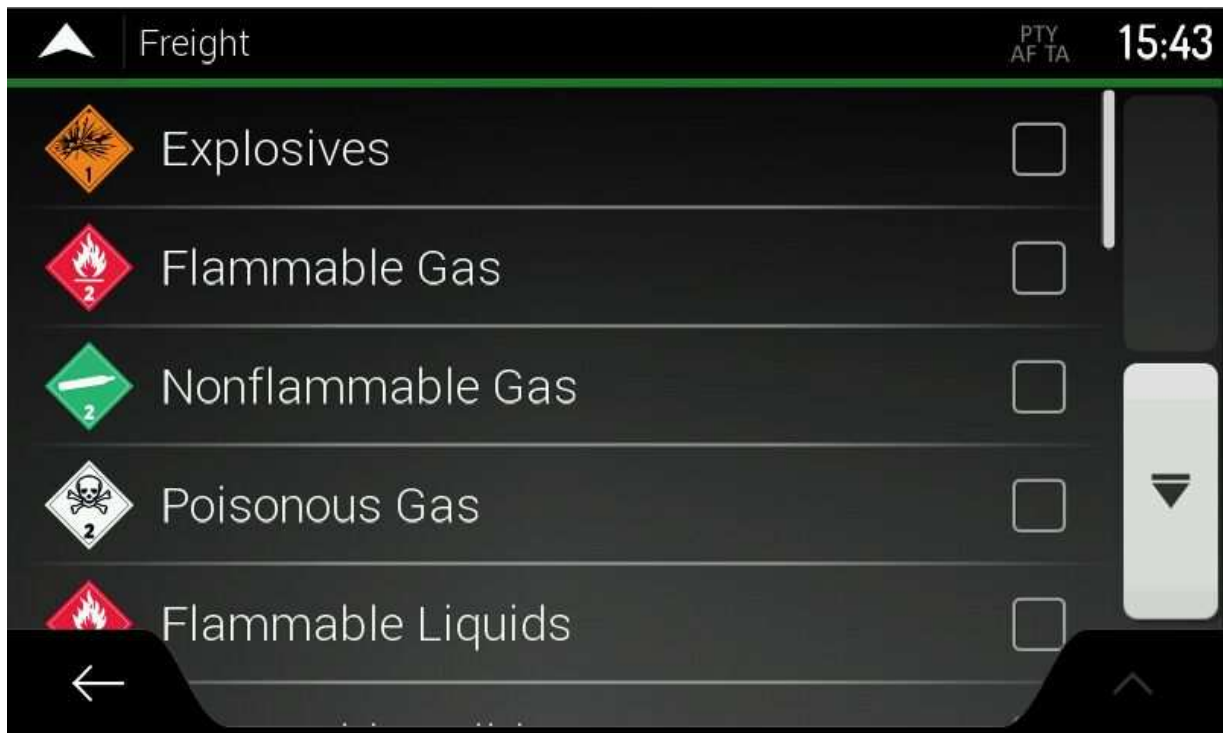 Freight
PTY
AF TA
15:43
Explosives
1
Flammable Gas
2
Nonflammable Gas
2
Poisonous Gas
2
Flammable Liquids